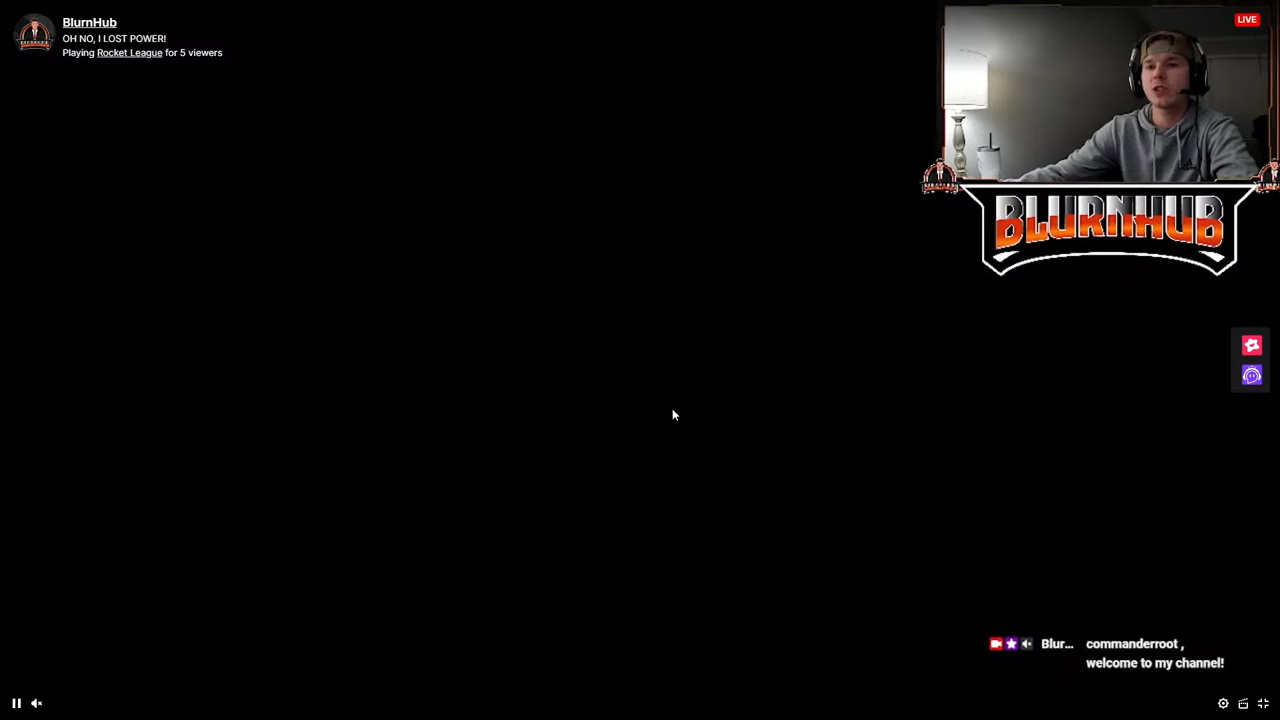 BlurnHub
OH NO, I LOST POWER!
Playing Rocket League for 5 viewers
LIVE
BLURNHUB
Blur... commanderroot ,
welcome to my channel!